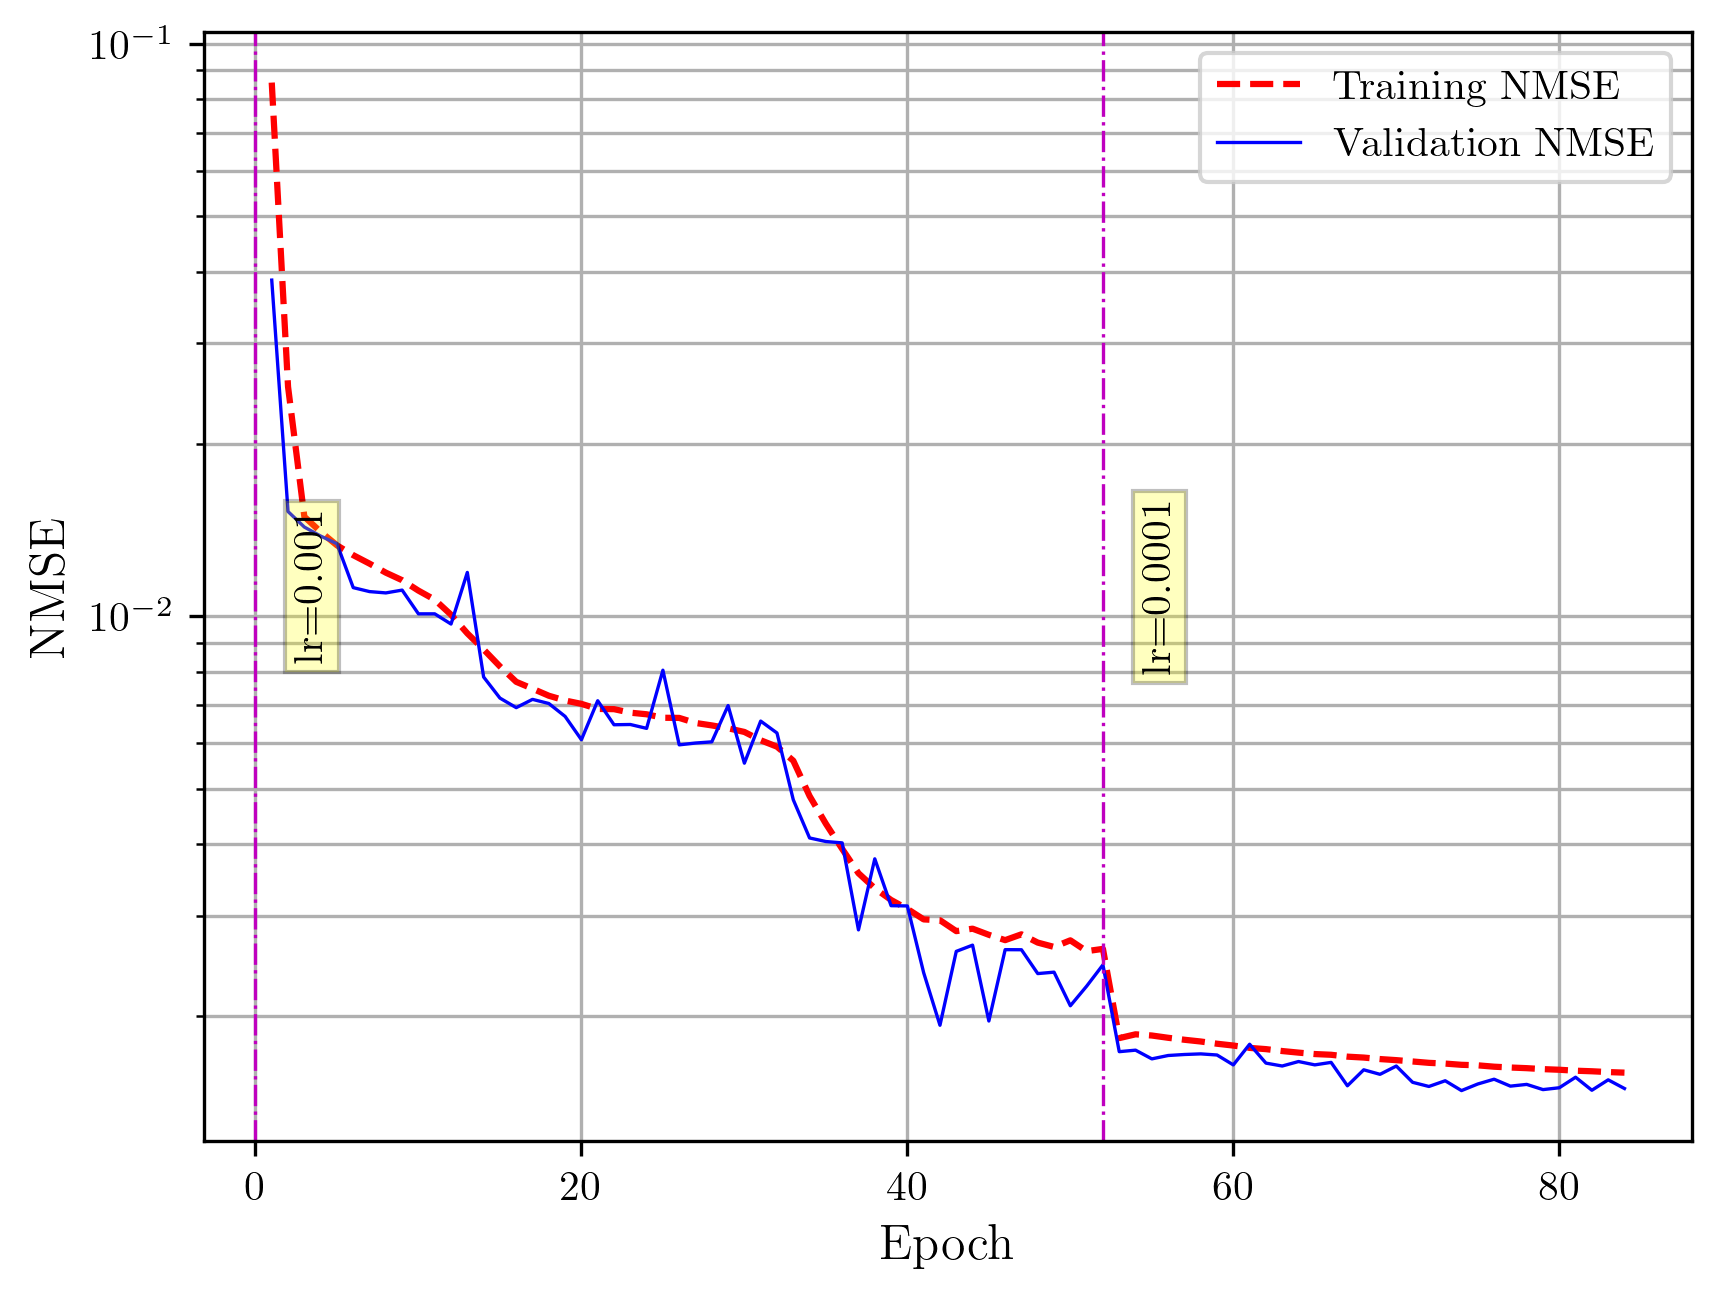 10⁻¹
Training NMSE
Validation NMSE
NMSE
lr=0.001
lr=0.0001
10⁻²
0 20 40 60 80
Epoch